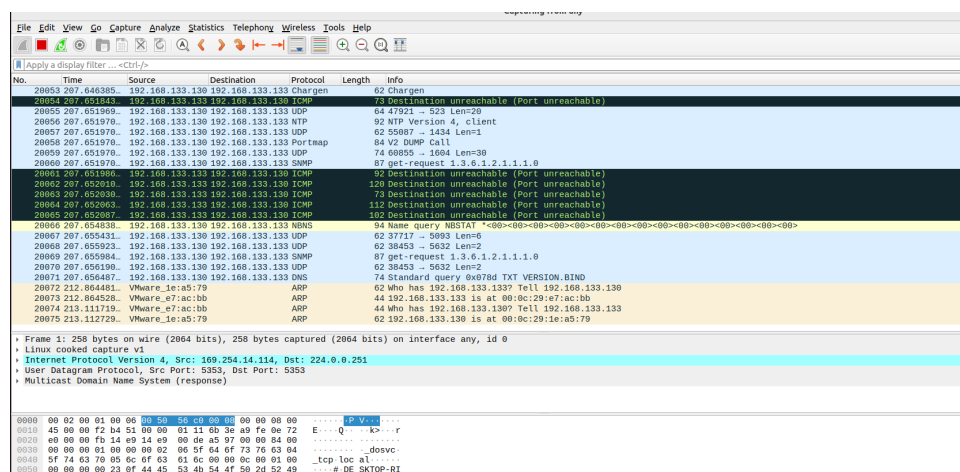 Capturing from any
File Edit View Go Capture Analyze Statistics Telephony Wireless Tools Help
Apply a display filter ... <Ctrl-/>
No. Time Source Destination Protocol Length Info
20053 207.646385… 192.168.133.130 192.168.133.133 Chargen 62 Chargen
20054 207.651843… 192.168.133.133 192.168.133.130 ICMP 73 Destination unreachable (Port unreachable)
20055 207.651969… 192.168.133.130 192.168.133.133 UDP 64 47921 → 523 Len=20
20056 207.651970… 192.168.133.130 192.168.133.133 NTP 92 NTP Version 4, client
20057 207.651970… 192.168.133.130 192.168.133.133 UDP 62 55087 → 1434 Len=1
20058 207.651970… 192.168.133.130 192.168.133.133 Portmap 84 V2 DUMP Call
20059 207.651970… 192.168.133.130 192.168.133.133 UDP 74 60855 → 1604 Len=30
20060 207.651970… 192.168.133.130 192.168.133.133 SNMP 87 get-request 1.3.6.1.2.1.1.1.0
20061 207.651986… 192.168.133.133 192.168.133.130 ICMP 92 Destination unreachable (Port unreachable)
20062 207.652010… 192.168.133.133 192.168.133.130 ICMP 120 Destination unreachable (Port unreachable)
20063 207.652030… 192.168.133.133 192.168.133.130 ICMP 73 Destination unreachable (Port unreachable)
20064 207.652063… 192.168.133.133 192.168.133.130 ICMP 112 Destination unreachable (Port unreachable)
20065 207.652087… 192.168.133.133 192.168.133.130 ICMP 102 Destination unreachable (Port unreachable)
20066 207.654838… 192.168.133.130 192.168.133.133 NBNS 94 Name query NBSTAT *<00><00><00><00><00><00><00><00><00><00><00><00><00><00><00>
20067 207.655431… 192.168.133.130 192.168.133.133 UDP 62 37717 → 5093 Len=6
20068 207.655923… 192.168.133.130 192.168.133.133 UDP 62 38453 → 5632 Len=2
20069 207.655984… 192.168.133.130 192.168.133.133 SNMP 87 get-request 1.3.6.1.2.1.1.1.0
20070 207.656190… 192.168.133.130 192.168.133.133 UDP 62 38453 → 5632 Len=2
20071 207.656487… 192.168.133.130 192.168.133.133 DNS 74 Standard query 0x078d TXT VERSION.BIND
20072 212.864481… VMware_1e:a5:79 ARP 62 Who has 192.168.133.133? Tell 192.168.133.130
20073 212.864528… VMware_e7:ac:bb ARP 44 192.168.133.133 is at 00:0c:29:e7:ac:bb
20074 213.111719… VMware_e7:ac:bb ARP 44 Who has 192.168.133.130? Tell 192.168.133.133
20075 213.112729… VMware_1e:a5:79 ARP 62 192.168.133.130 is at 00:0c:29:1e:a5:79
Frame 1: 258 bytes on wire (2064 bits), 258 bytes captured (2064 bits) on interface any, id 0
Linux cooked capture v1
Internet Protocol Version 4, Src: 169.254.14.114, Dst: 224.0.0.251
User Datagram Protocol, Src Port: 5353, Dst Port: 5353
Multicast Domain Name System (response)
0000 00 02 00 01 00 06 00 50 56 c0 00 08 00 00 08 00 ·······P V·······
0010 45 00 00 f2 b4 51 00 00 01 11 6b 3e a9 fe 0e 72 E····Q·· ··k>···r
0020 e0 00 00 fb 14 e9 14 e9 00 de a5 97 00 00 84 00 ········ ········
0030 00 00 00 01 00 00 00 02 06 5f 64 6f 73 76 63 04 ········ ·_dosvc·
0040 5f 74 63 70 05 6c 6f 63 61 6c 00 00 0c 00 01 00 _tcp·loc al······
0050 00 00 00 00 23 0f 44 45 53 4b 54 4f 50 2d 52 49 ····#·DE SKTOP-RI